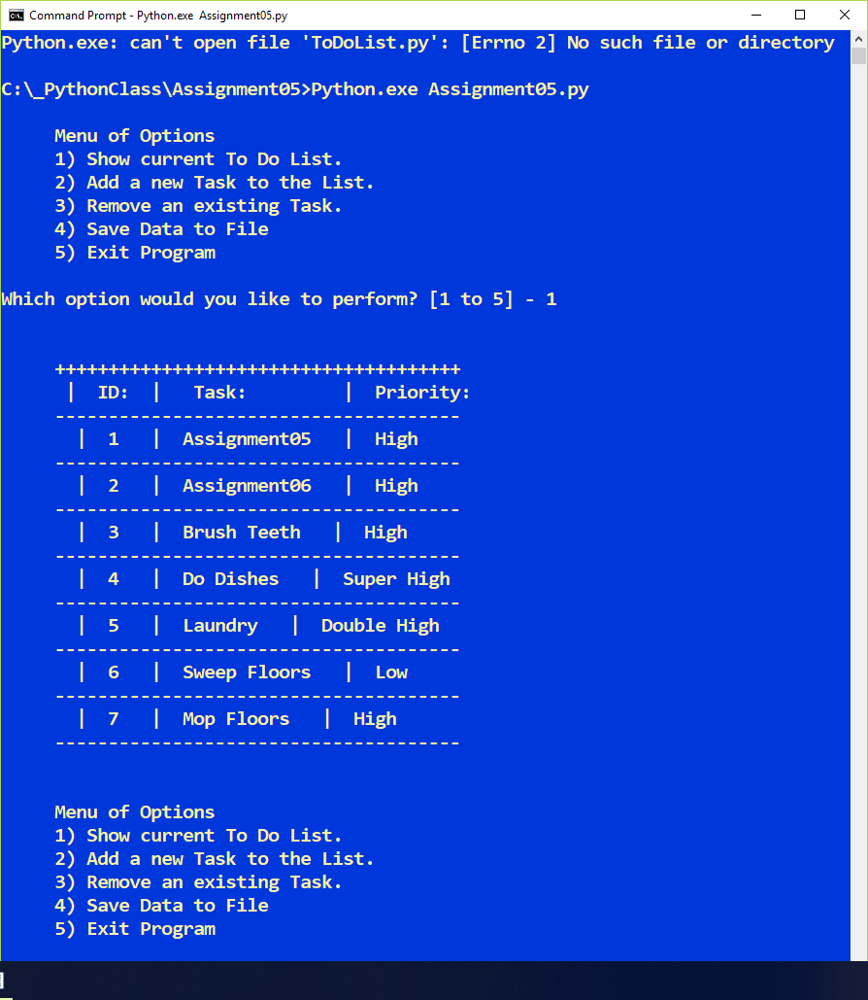 Command Prompt - Python.exe Assignment05.py
Python.exe: can't open file 'ToDoList.py': [Errno 2] No such file or directory
C:\_PythonClass\Assignment05>Python.exe Assignment05.py
Menu of Options
1) Show current To Do List.
2) Add a new Task to the List.
3) Remove an existing Task.
4) Save Data to File
5) Exit Program
Which option would you like to perform? [1 to 5] - 1
++++++++++++++++++++++++++++++++++++++
|  ID:  |   Task:         |  Priority:
--------------------------------------
|  1   |  Assignment05   |  High
--------------------------------------
|  2   |  Assignment06   |  High
--------------------------------------
|  3   |  Brush Teeth   |  High
--------------------------------------
|  4   |  Do Dishes   |  Super High
--------------------------------------
|  5   |  Laundry   |  Double High
--------------------------------------
|  6   |  Sweep Floors   |  Low
--------------------------------------
|  7   |  Mop Floors   |  High
--------------------------------------
Menu of Options
1) Show current To Do List.
2) Add a new Task to the List.
3) Remove an existing Task.
4) Save Data to File
5) Exit Program